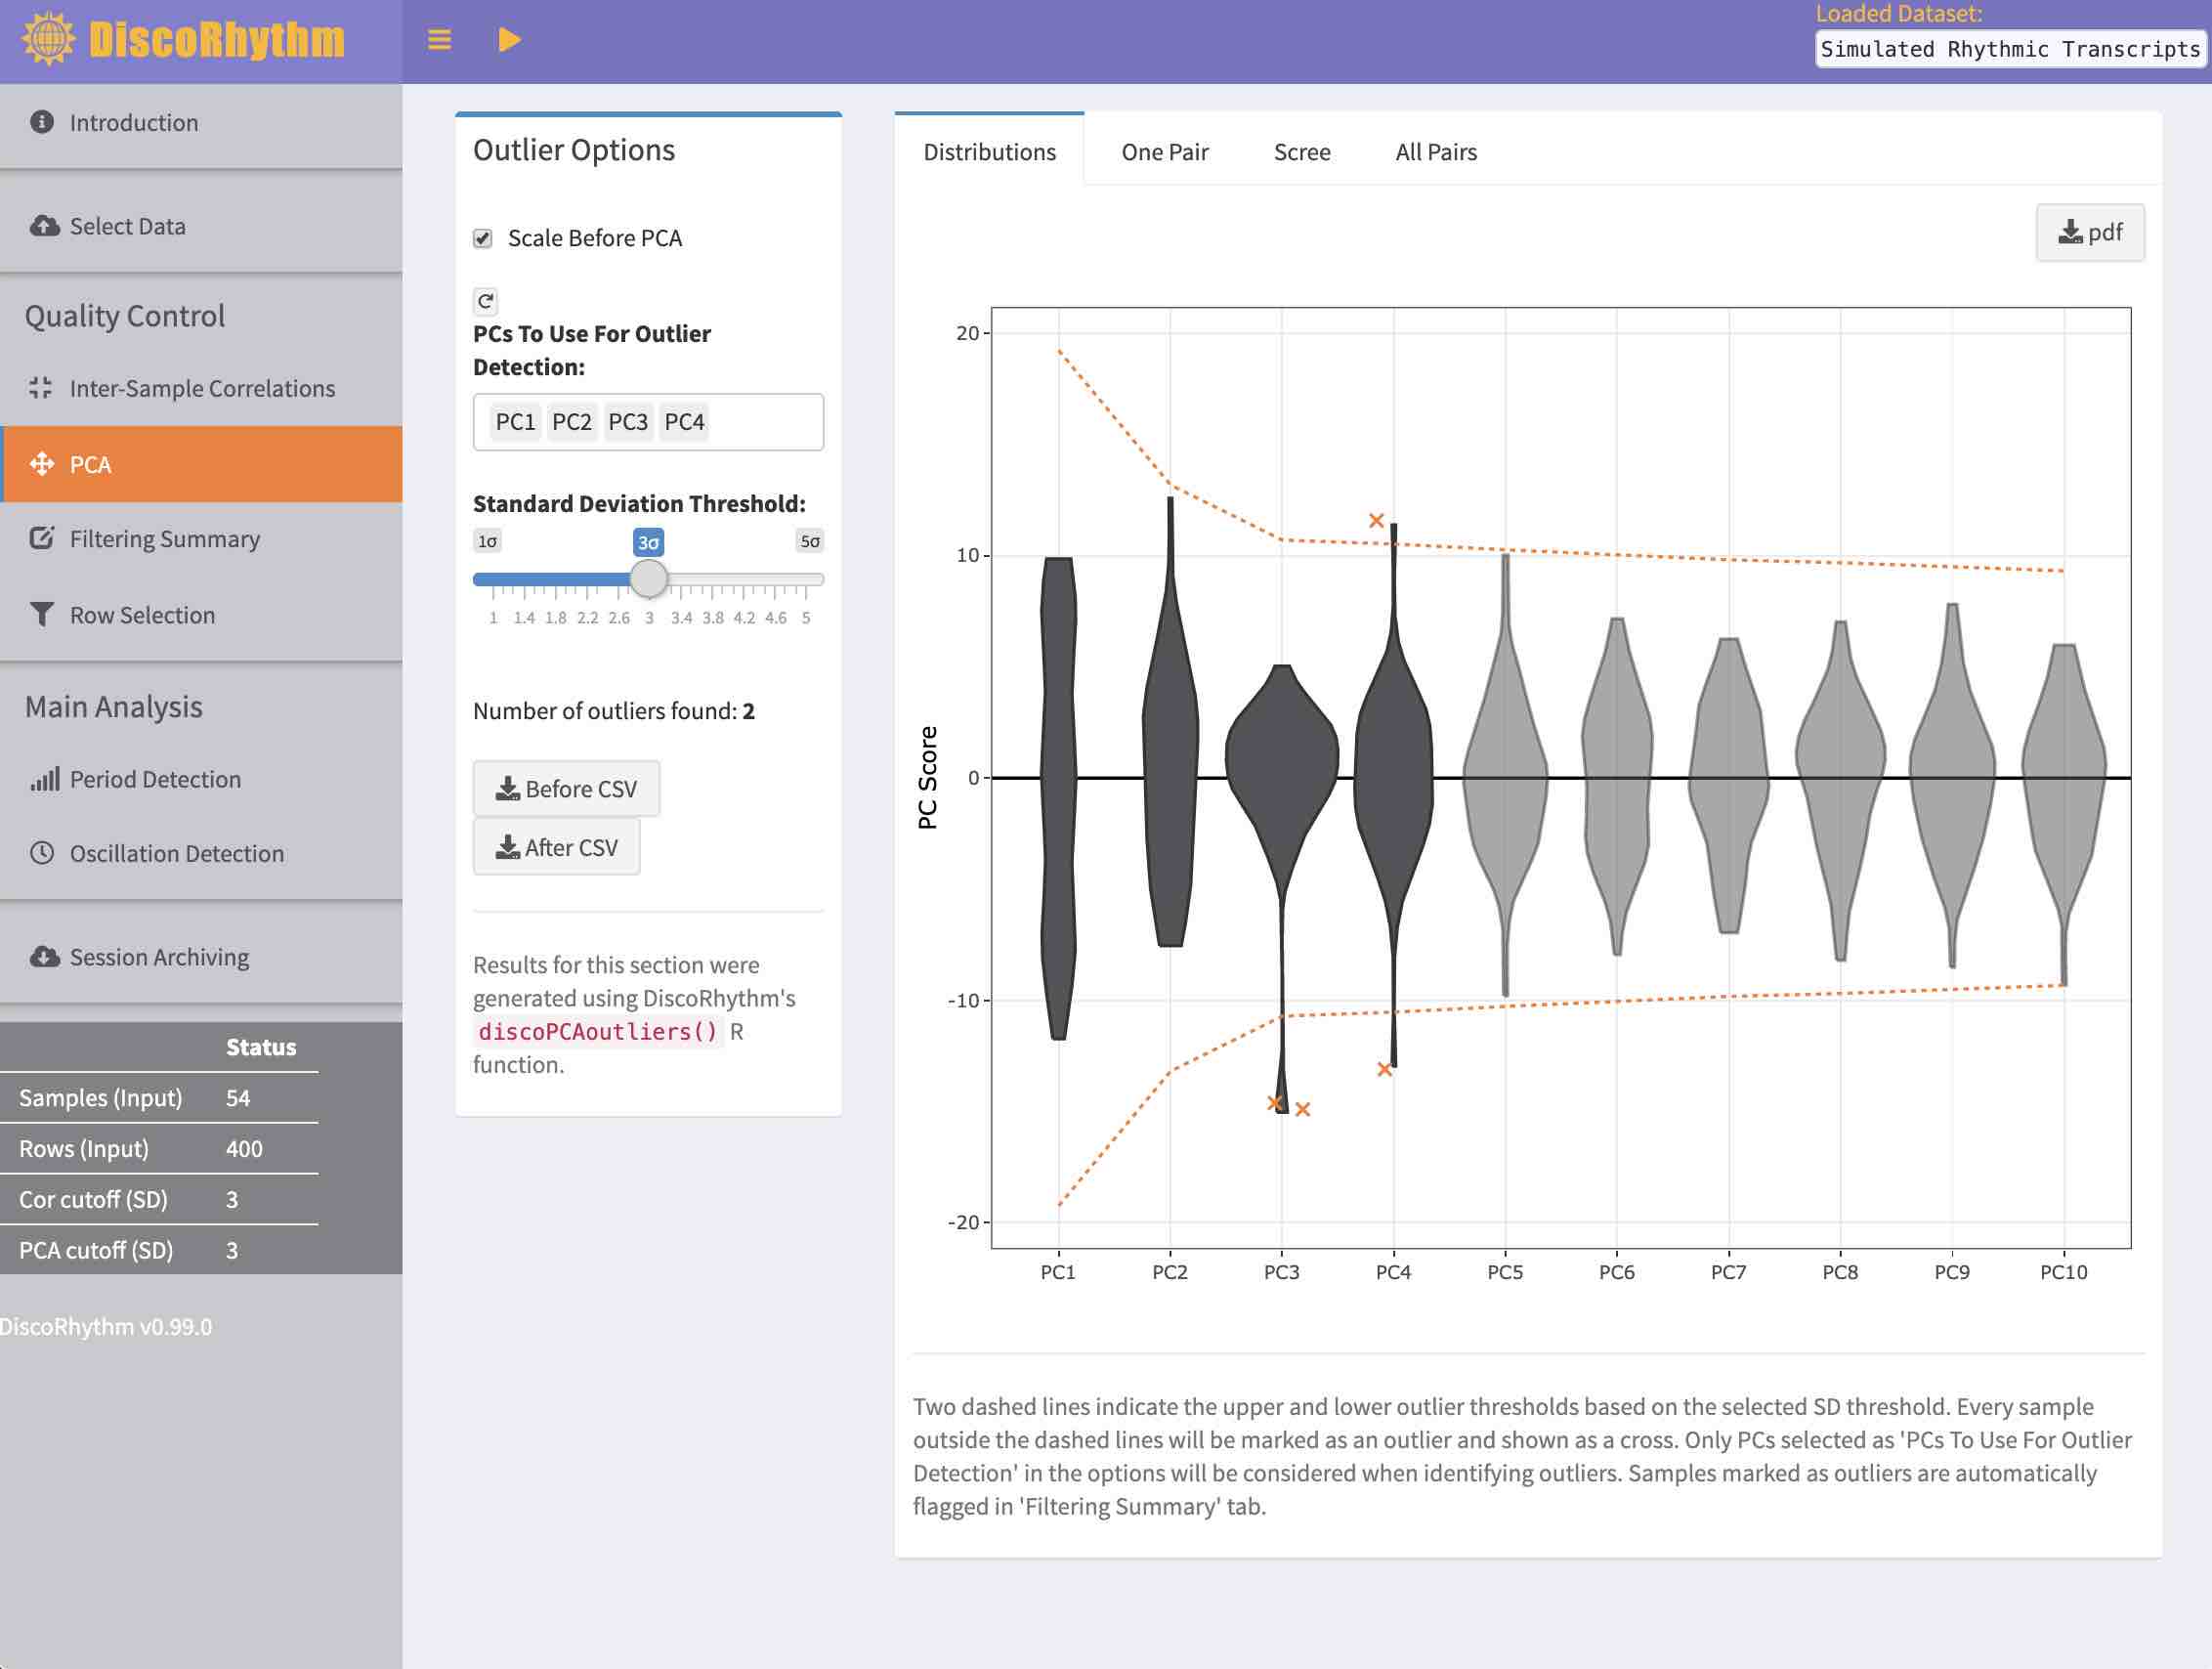 DiscoRhythm
Loaded Dataset:
Simulated Rhythmic Transcripts
Introduction
Select Data
Quality Control
Inter-Sample Correlations
PCA
Filtering Summary
Row Selection
Main Analysis
Period Detection
Oscillation Detection
Session Archiving
Status
Samples (Input) 54
Rows (Input) 400
Cor cutoff (SD) 3
PCA cutoff (SD) 3
DiscoRhythm v0.99.0
Outlier Options
Scale Before PCA
PCs To Use For Outlier
Detection:
PC1 PC2 PC3 PC4
Standard Deviation Threshold:
1σ 3σ 5σ
1 1.4 1.8 2.2 2.6 3 3.4 3.8 4.2 4.6 5
Number of outliers found: 2
Before CSV
After CSV
Results for this section were
generated using DiscoRhythm's
discoPCAoutliers() R
function.
Distributions One Pair Scree All Pairs
pdf
PC Score
20
10
0
-10
-20
PC1 PC2 PC3 PC4 PC5 PC6 PC7 PC8 PC9 PC10
Two dashed lines indicate the upper and lower outlier thresholds based on the selected SD threshold. Every sample
outside the dashed lines will be marked as an outlier and shown as a cross. Only PCs selected as 'PCs To Use For Outlier
Detection' in the options will be considered when identifying outliers. Samples marked as outliers are automatically
flagged in 'Filtering Summary' tab.